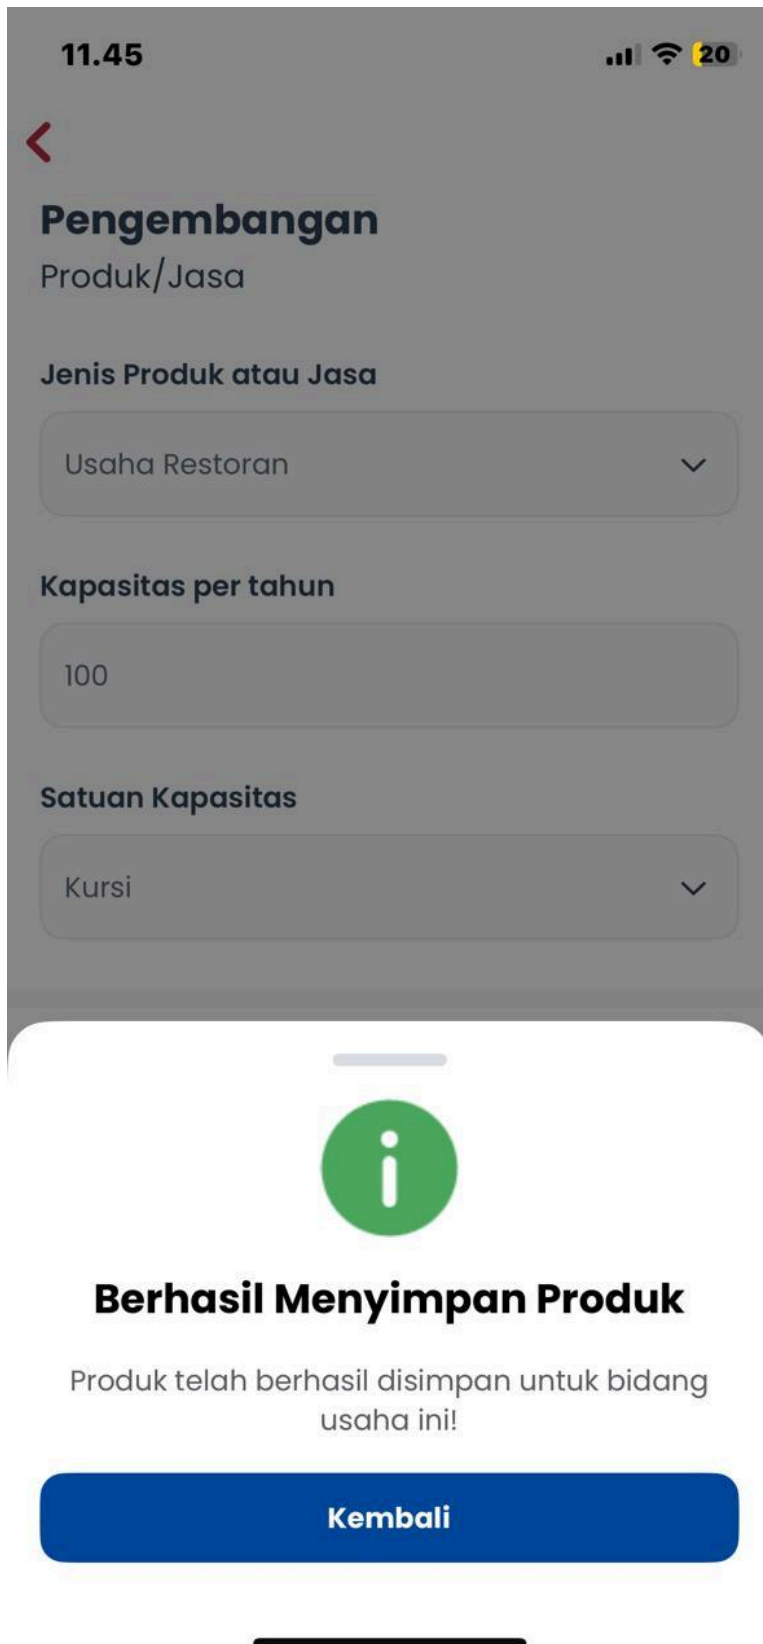 11.45
20
Pengembangan
Produk/Jasa
Jenis Produk atau Jasa
Usaha Restoran
Kapasitas per tahun
100
Satuan Kapasitas
Kursi
Berhasil Menyimpan Produk
Produk telah berhasil disimpan untuk bidang
usaha ini!
Kembali